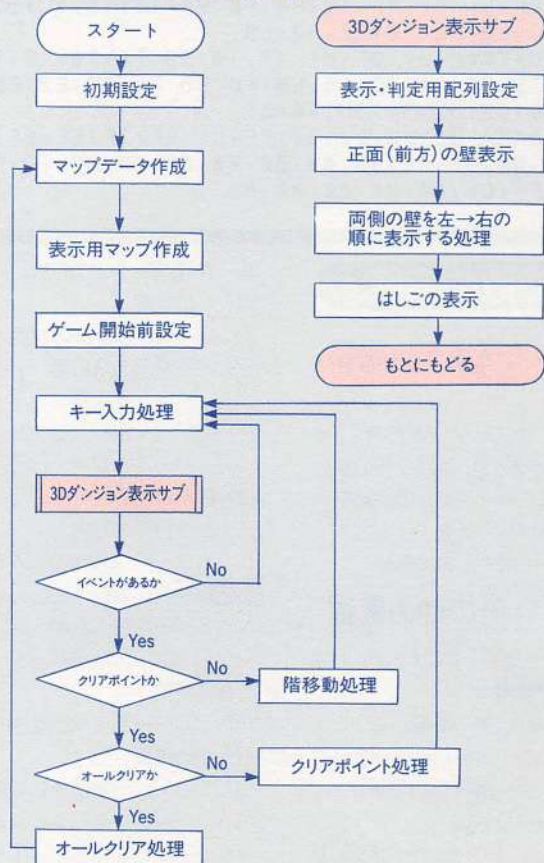 スタート
初期設定
マップデータ作成
表示用マップ作成
ゲーム開始前設定
キー入力処理
3Dダンジョン表示サブ
イベントがあるか
No
Yes
クリアポイントか
No
階移動処理
Yes
オールクリアか
No
クリアポイント処理
Yes
オールクリア処理
3Dダンジョン表示サブ
表示・判定用配列設定
正面(前方)の壁表示
両側の壁を左→右の
順に表示する処理
はしごの表示
もとにもどる